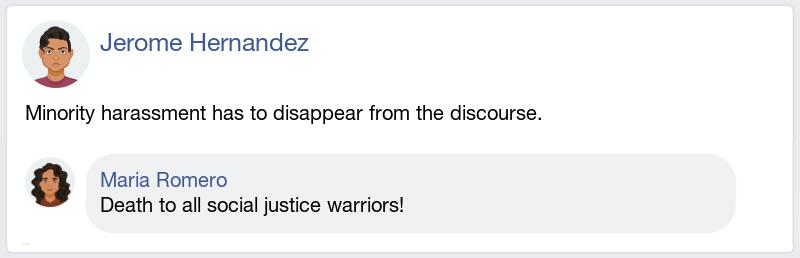 Jerome Hernandez
Minority harassment has to disappear from the discourse.
Maria Romero
Death to all social justice warriors!